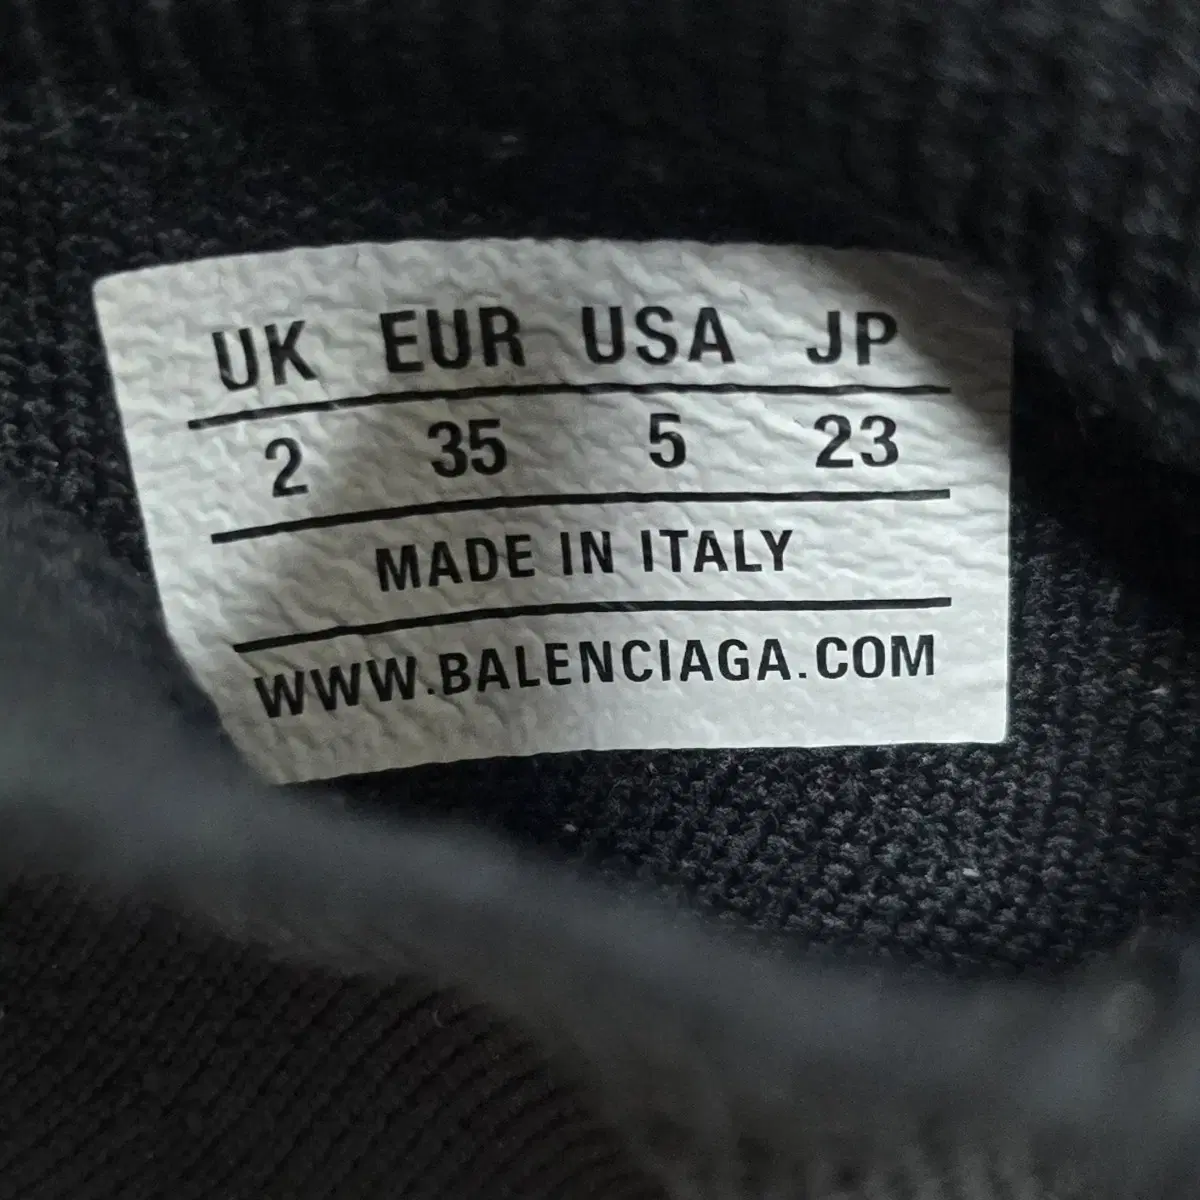 UK EUR USA JP
2 35 5 23
MADE IN ITALY
WWW.BALENCIAGA.COM